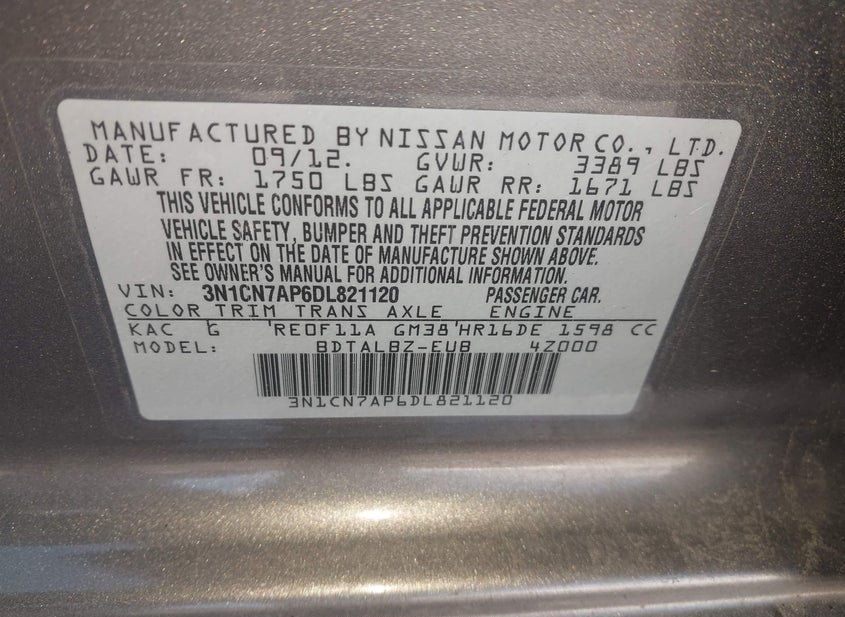 MANUFACTURED BY NISSAN MOTOR CO., LTD.
DATE: 09/12. GVWR: 3389 LBS
GAWR FR: 1750 LBS GAWR RR: 1671 LBS
THIS VEHICLE CONFORMS TO ALL APPLICABLE FEDERAL MOTOR
VEHICLE SAFETY, BUMPER AND THEFT PREVENTION STANDARDS
IN EFFECT ON THE DATE OF MANUFACTURE SHOWN ABOVE.
SEE OWNER'S MANUAL FOR ADDITIONAL INFORMATION.
VIN: 3N1CN7AP6DL821120 PASSENGER CAR.
COLOR TRIM TRANS AXLE ENGINE
KAC G 'RE0F11A GM38'HR16DE 1598 CC
MODEL: BDTALBZ-EUB 4Z000
3N1CN7AP6DL821120